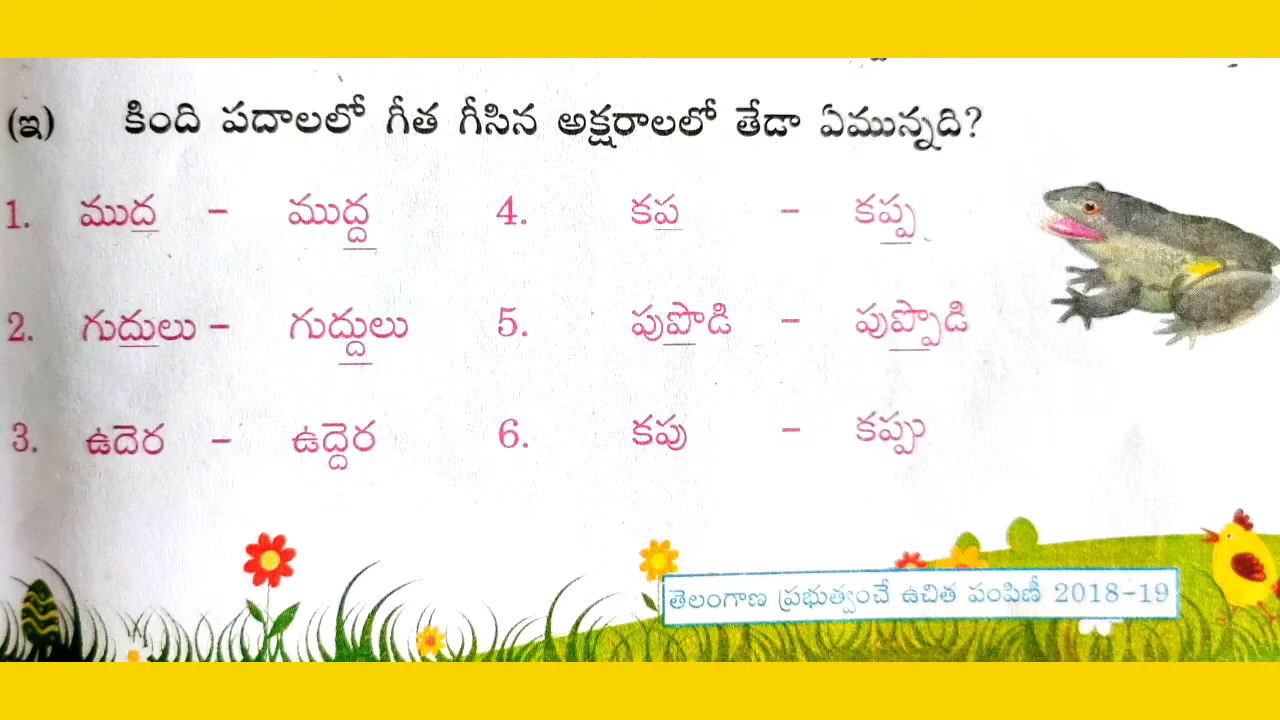 (ఇ) కింది పదాలలో గీత గీసిన అక్షరాలలో తేడా ఏమున్నది?
1. ముద – ముద్ద 4. కప – కప్ప
2. గుదులు – గుద్దులు 5. పుపొడి – పుప్పొడి
3. ఉదెర – ఉద్దెర 6. కపు – కప్పు
తెలంగాణ ప్రభుత్వంచే ఉచిత పంపిణీ 2018-19